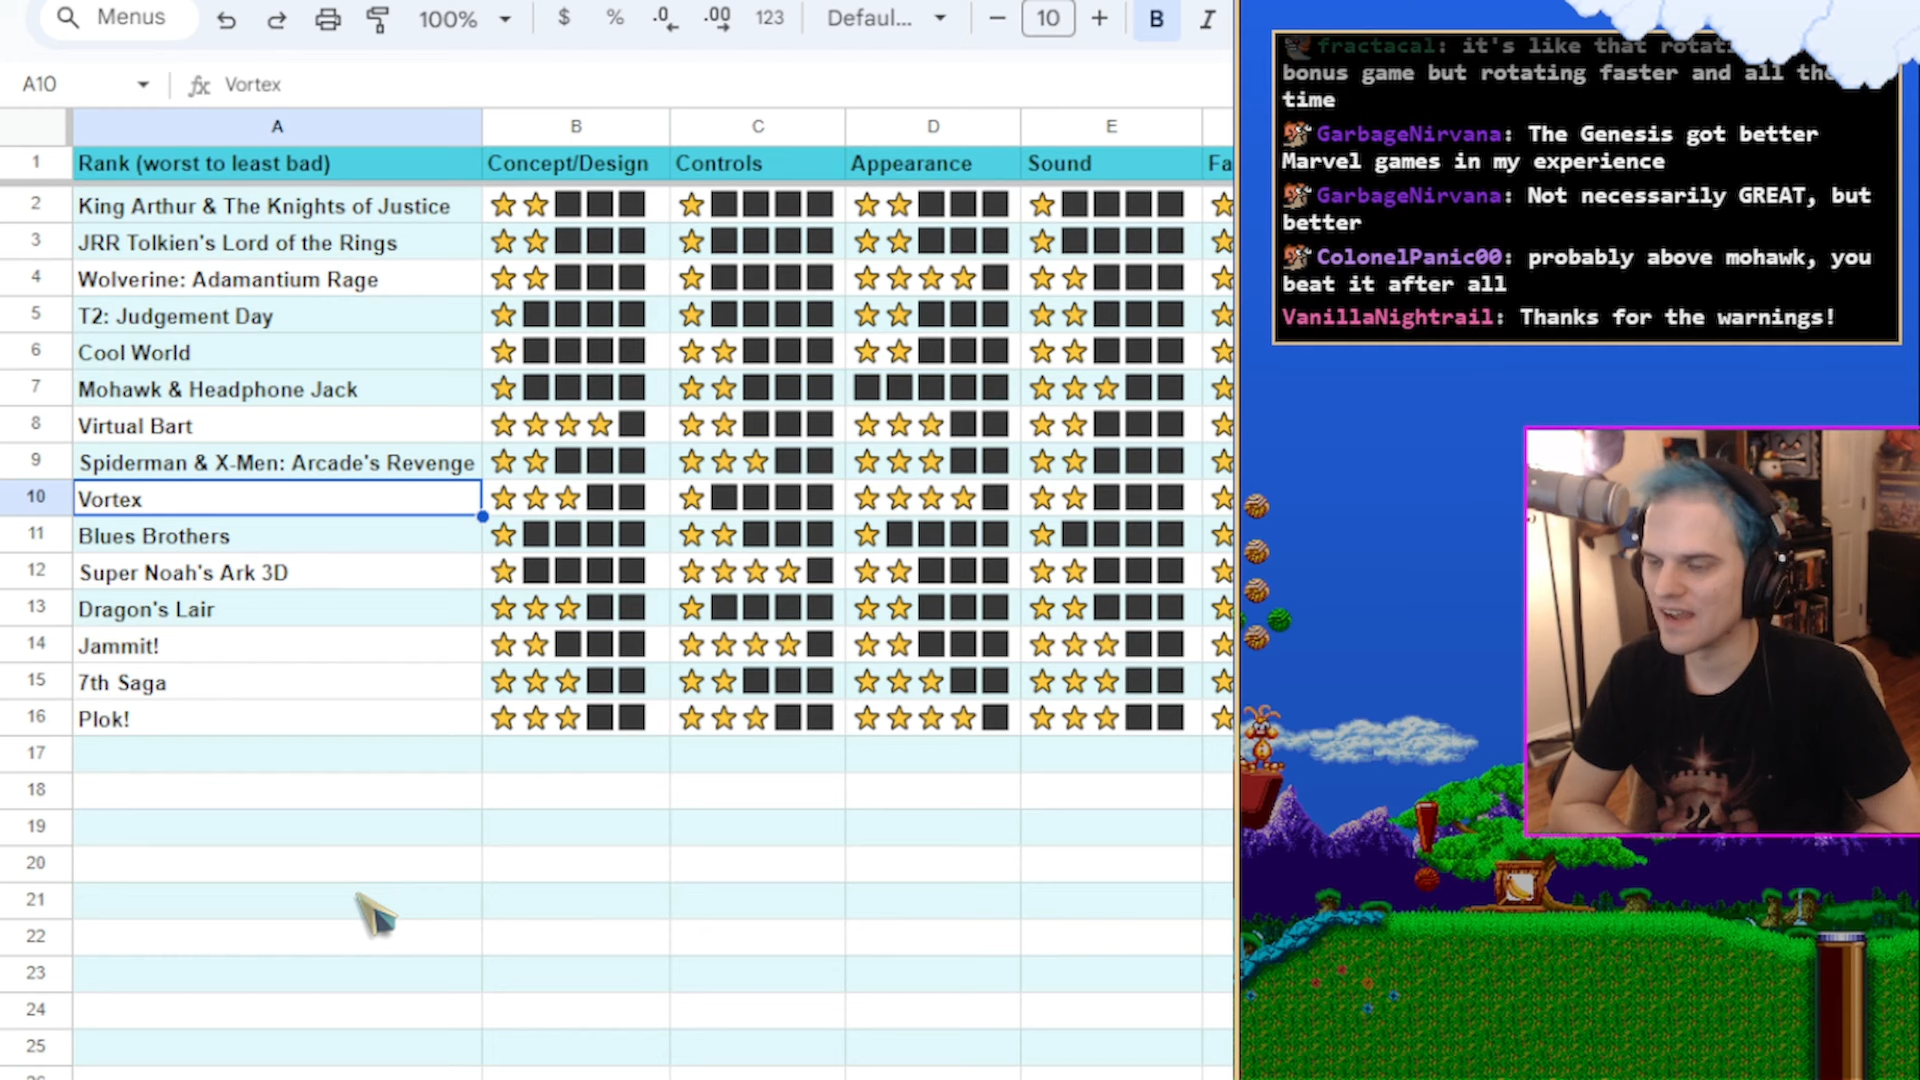 Menus
100%
$
%
.0
.00
123
Defaul...
10
B
I
A10
fx
Vortex
A
B
C
D
E
1
Rank (worst to least bad)
Concept/Design
Controls
Appearance
Sound
Fa
2
King Arthur & The Knights of Justice
3
JRR Tolkien's Lord of the Rings
4
Wolverine: Adamantium Rage
5
T2: Judgement Day
6
Cool World
7
Mohawk & Headphone Jack
8
Virtual Bart
9
Spiderman & X-Men: Arcade's Revenge
10
Vortex
11
Blues Brothers
12
Super Noah's Ark 3D
13
Dragon's Lair
14
Jammit!
15
7th Saga
16
Plok!
17
18
19
20
21
22
23
24
25
fractacal: it's like that
bonus game but rotating faster and all
time
GarbageNirvana: The Genesis got better
Marvel games in my experience
GarbageNirvana: Not necessarily GREAT, but
better
ColonelPanic00: probably above mohawk, you
beat it after all
VanillaNightrail: Thanks for the warnings!